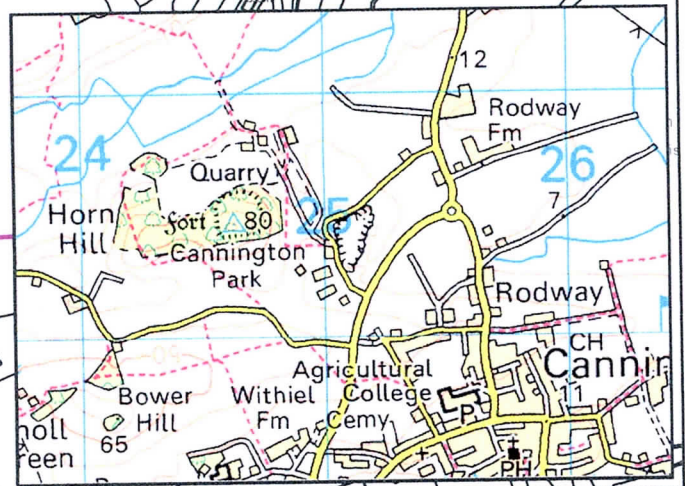 12
Rodway
Fm
24
26
Quarry
7
Horn
Hill
fort
80
25
Cannington
Park
Rodway
CH
Cannin
Agricultural
College
Bower
Hill
Withiel
Fm
Cemy
P
11
65
noll
een
PH